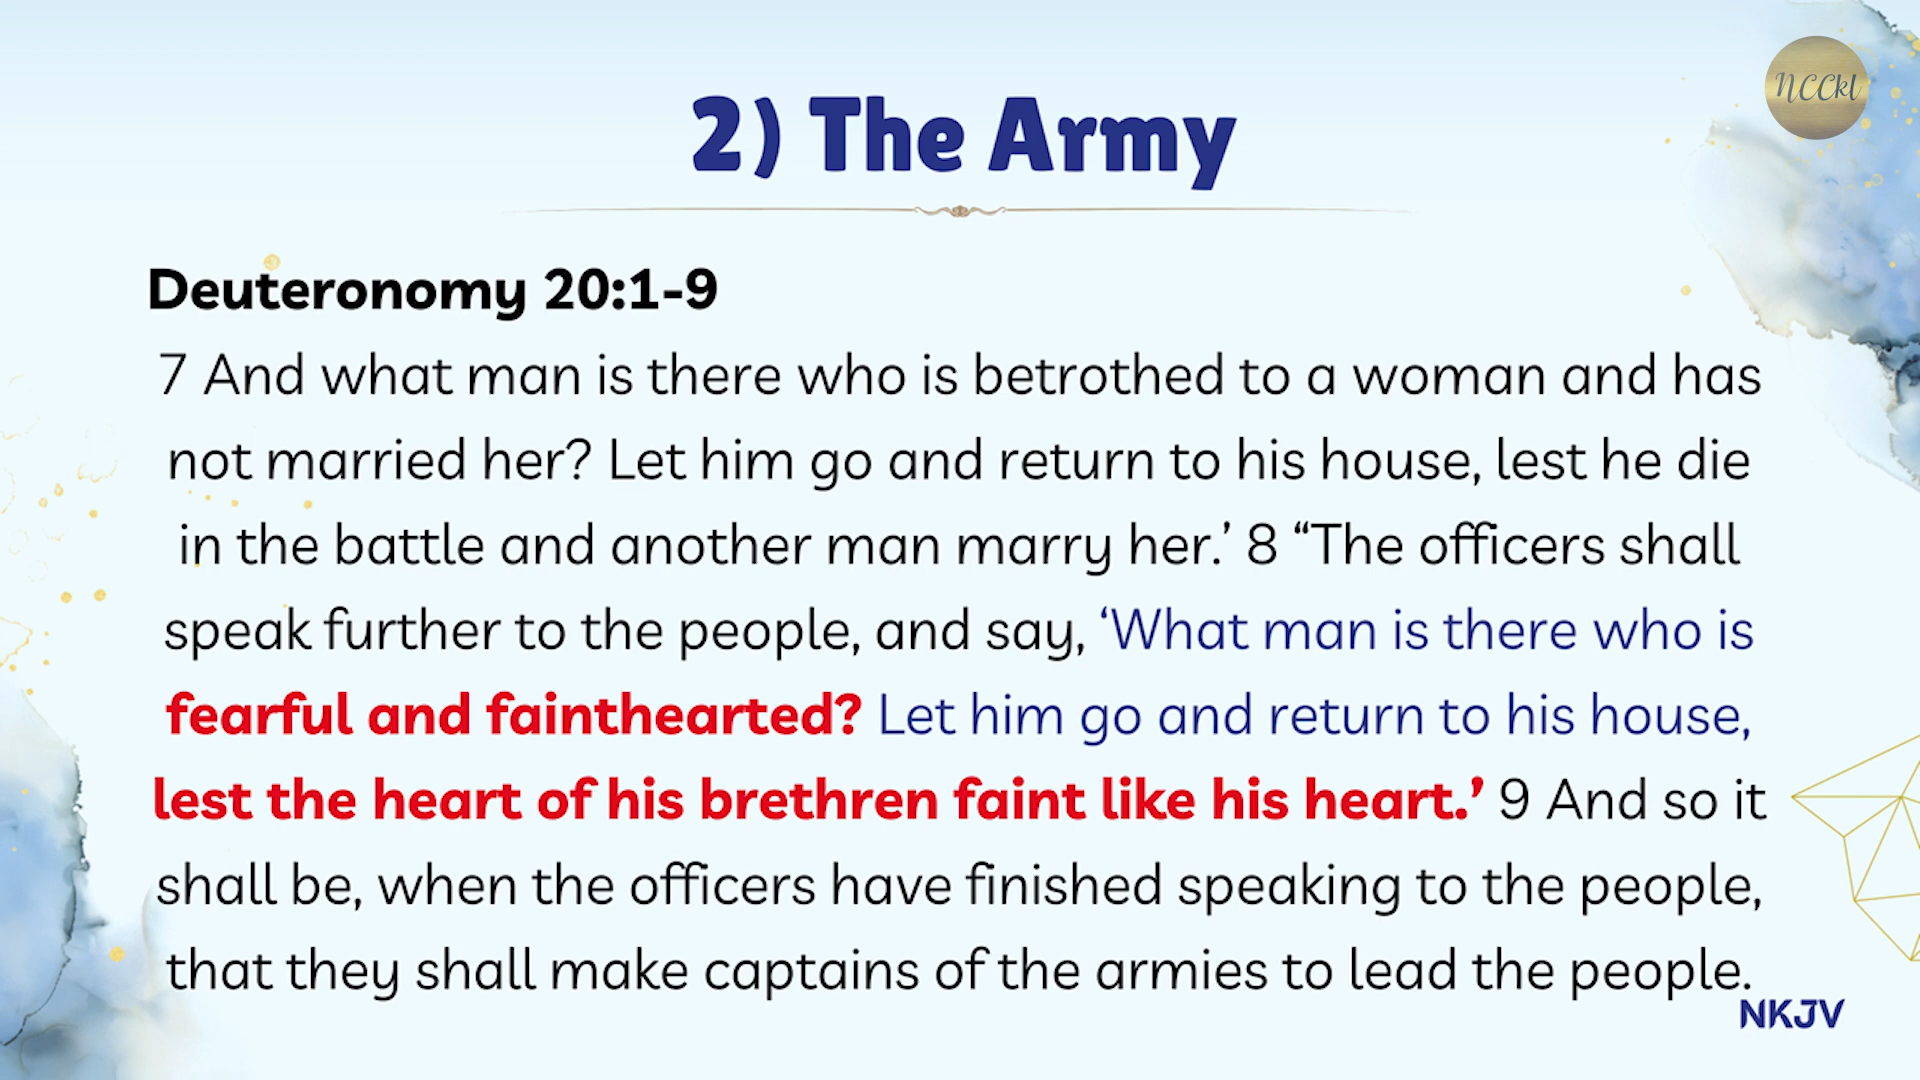 NCCkl
2) The Army
Deuteronomy 20:1-9
7 And what man is there who is betrothed to a woman and has
not married her? Let him go and return to his house, lest he die
in the battle and another man marry her.’ 8 “The officers shall
speak further to the people, and say, ‘What man is there who is
fearful and fainthearted? Let him go and return to his house,
lest the heart of his brethren faint like his heart.’ 9 And so it
shall be, when the officers have finished speaking to the people,
that they shall make captains of the armies to lead the people.
NKJV